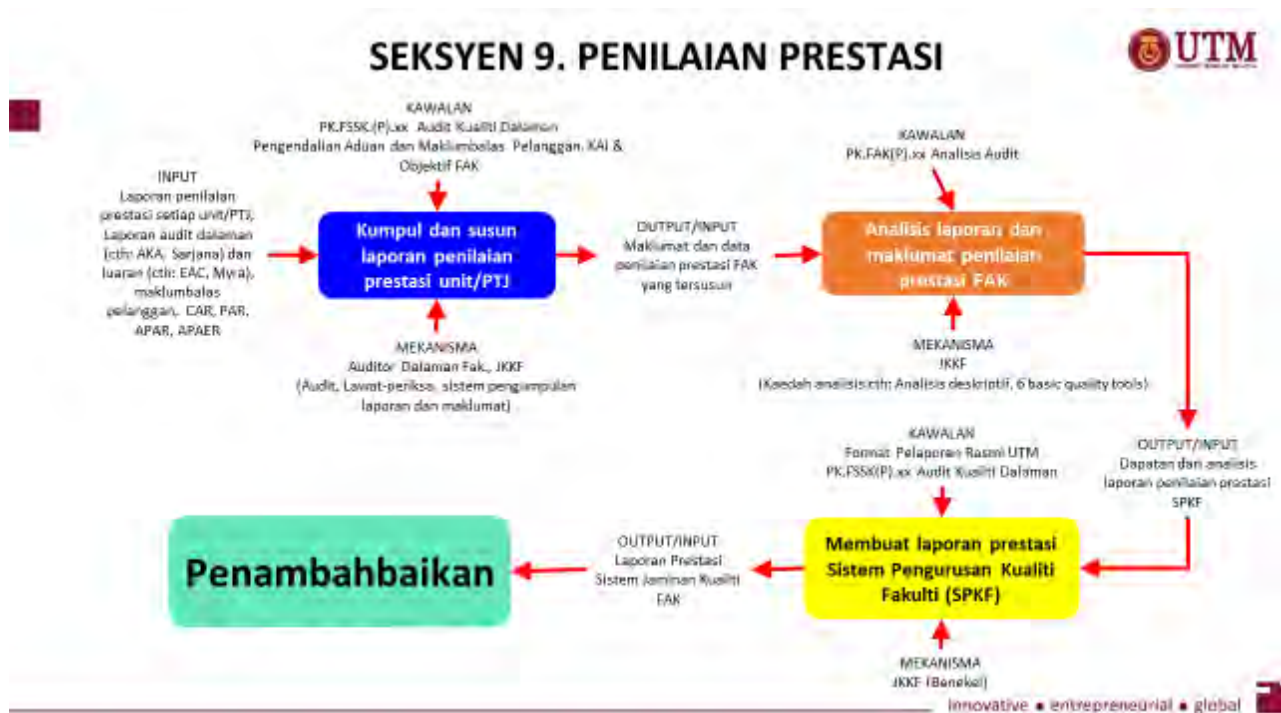 SEKSYEN 9. PENILAIAN PRESTASI
UTM
KAWALAN
PK.FSSK.(P).xx Audit Kualiti Dalaman
Pengendalian Aduan dan Maklumbalas Pelanggan. KAI &
Objektif FAK
KAWALAN
PK.FAK(P).xx Analisis Audit
INPUT
Laporan penilaian
prestasi setiap unit/PTJ,
Laporan audit dalaman
(cth: AKA, Sarjana) dan
luaran (cth: EAC, Myra),
maklumbalas
pelanggan, CAR, PAR,
APAR, APAER
Kumpul dan susun
laporan penilaian
prestasi unit/PTJ
OUTPUT/INPUT
Maklumat dan data
penilaian prestasi FAK
yang tersusun
Analisis laporan dan
maklumat penilaian
prestasi FAK
MEKANISMA
Auditor Dalaman Fak., JKKF
(Audit, Lawat-periksa, sistem pengumpulan
laporan dan maklumat)
MEKANISMA
JKKF
(Kaedah analisis cth: Analisis deskriptif, 6 basic quality tools)
KAWALAN
Format Pelaporan Rasmi UTM
PK.FSSK(P).xx Audit Kualiti Dalaman
OUTPUT/INPUT
Dapatan dari analisis
laporan penilaian prestasi
SPKF
Penambahbaikan
OUTPUT/INPUT
Laporan Prestasi
Sistem Jaminan Kualiti
FAK
Membuat laporan prestasi
Sistem Pengurusan Kualiti
Fakulti (SPKF)
MEKANISMA
JKKF (Bengkel)
innovative • entrepreneurial • global